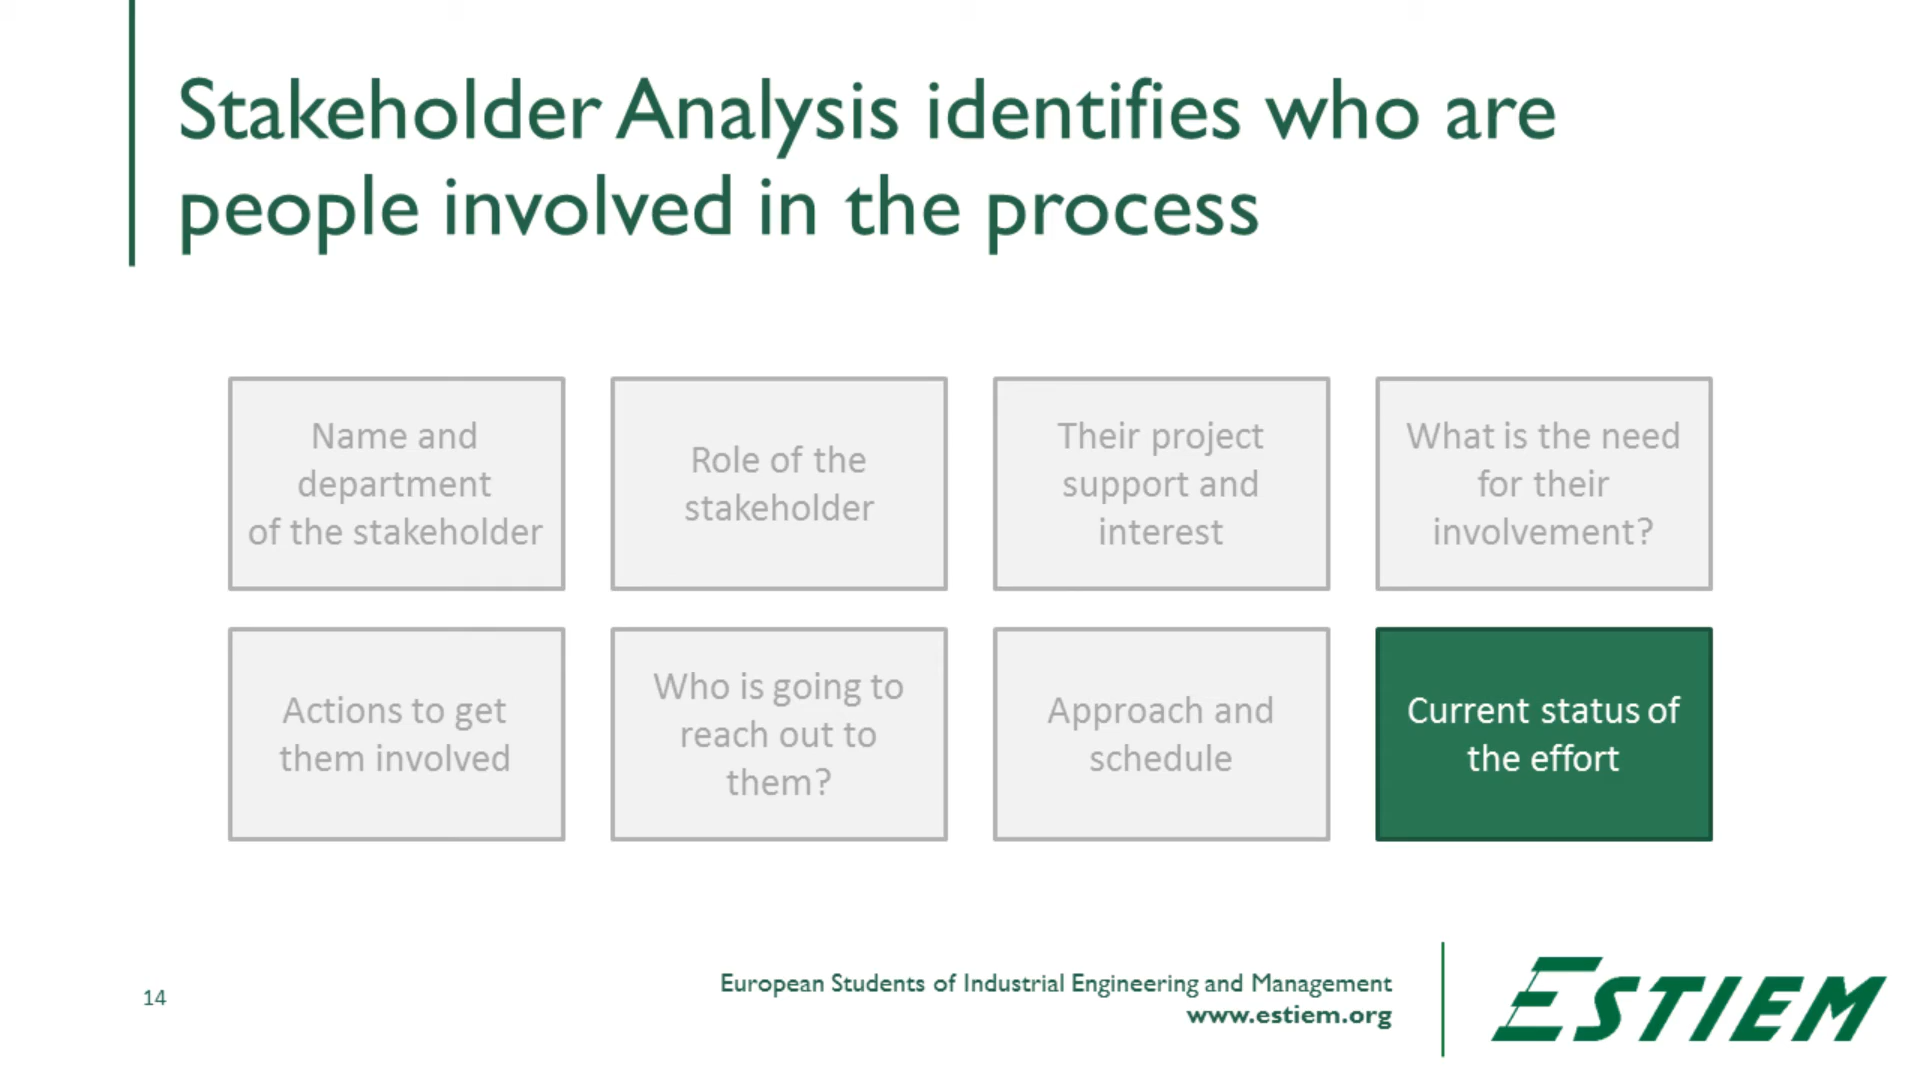 Stakeholder Analysis identifies who are
people involved in the process
Name and
department
of the stakeholder
Role of the
stakeholder
Their project
support and
interest
What is the need
for their
involvement?
Actions to get
them involved
Who is going to
reach out to
them?
Approach and
schedule
Current status of
the effort
14
European Students of Industrial Engineering and Management
www.estiem.org
ESTIEM